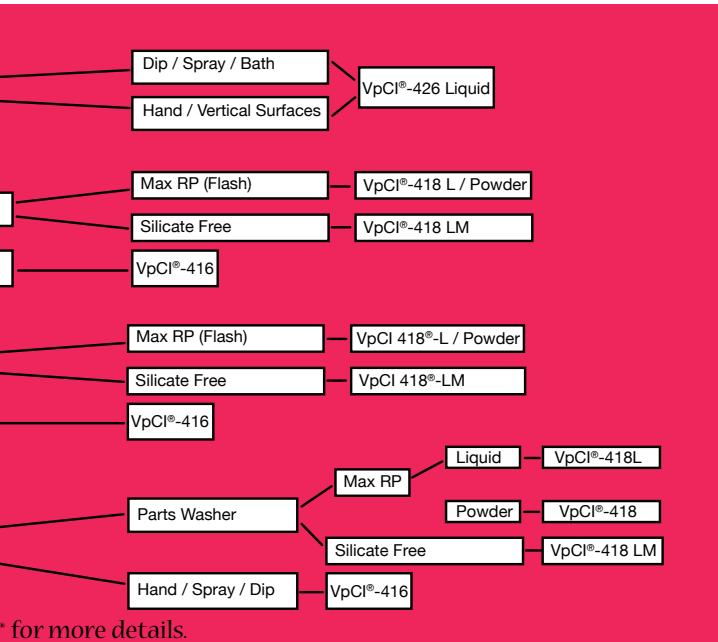 Dip / Spray / Bath
VpCI®-426 Liquid
Hand / Vertical Surfaces
Max RP (Flash)
VpCI®-418 L / Powder
Silicate Free
VpCI®-418 LM
VpCI®-416
Max RP (Flash)
VpCI 418®-L / Powder
Silicate Free
VpCI 418®-LM
VpCI®-416
Liquid
VpCI®-418L
Max RP
Parts Washer
Powder
VpCI®-418
Silicate Free
VpCI®-418 LM
Hand / Spray / Dip
VpCI®-416
for more details.